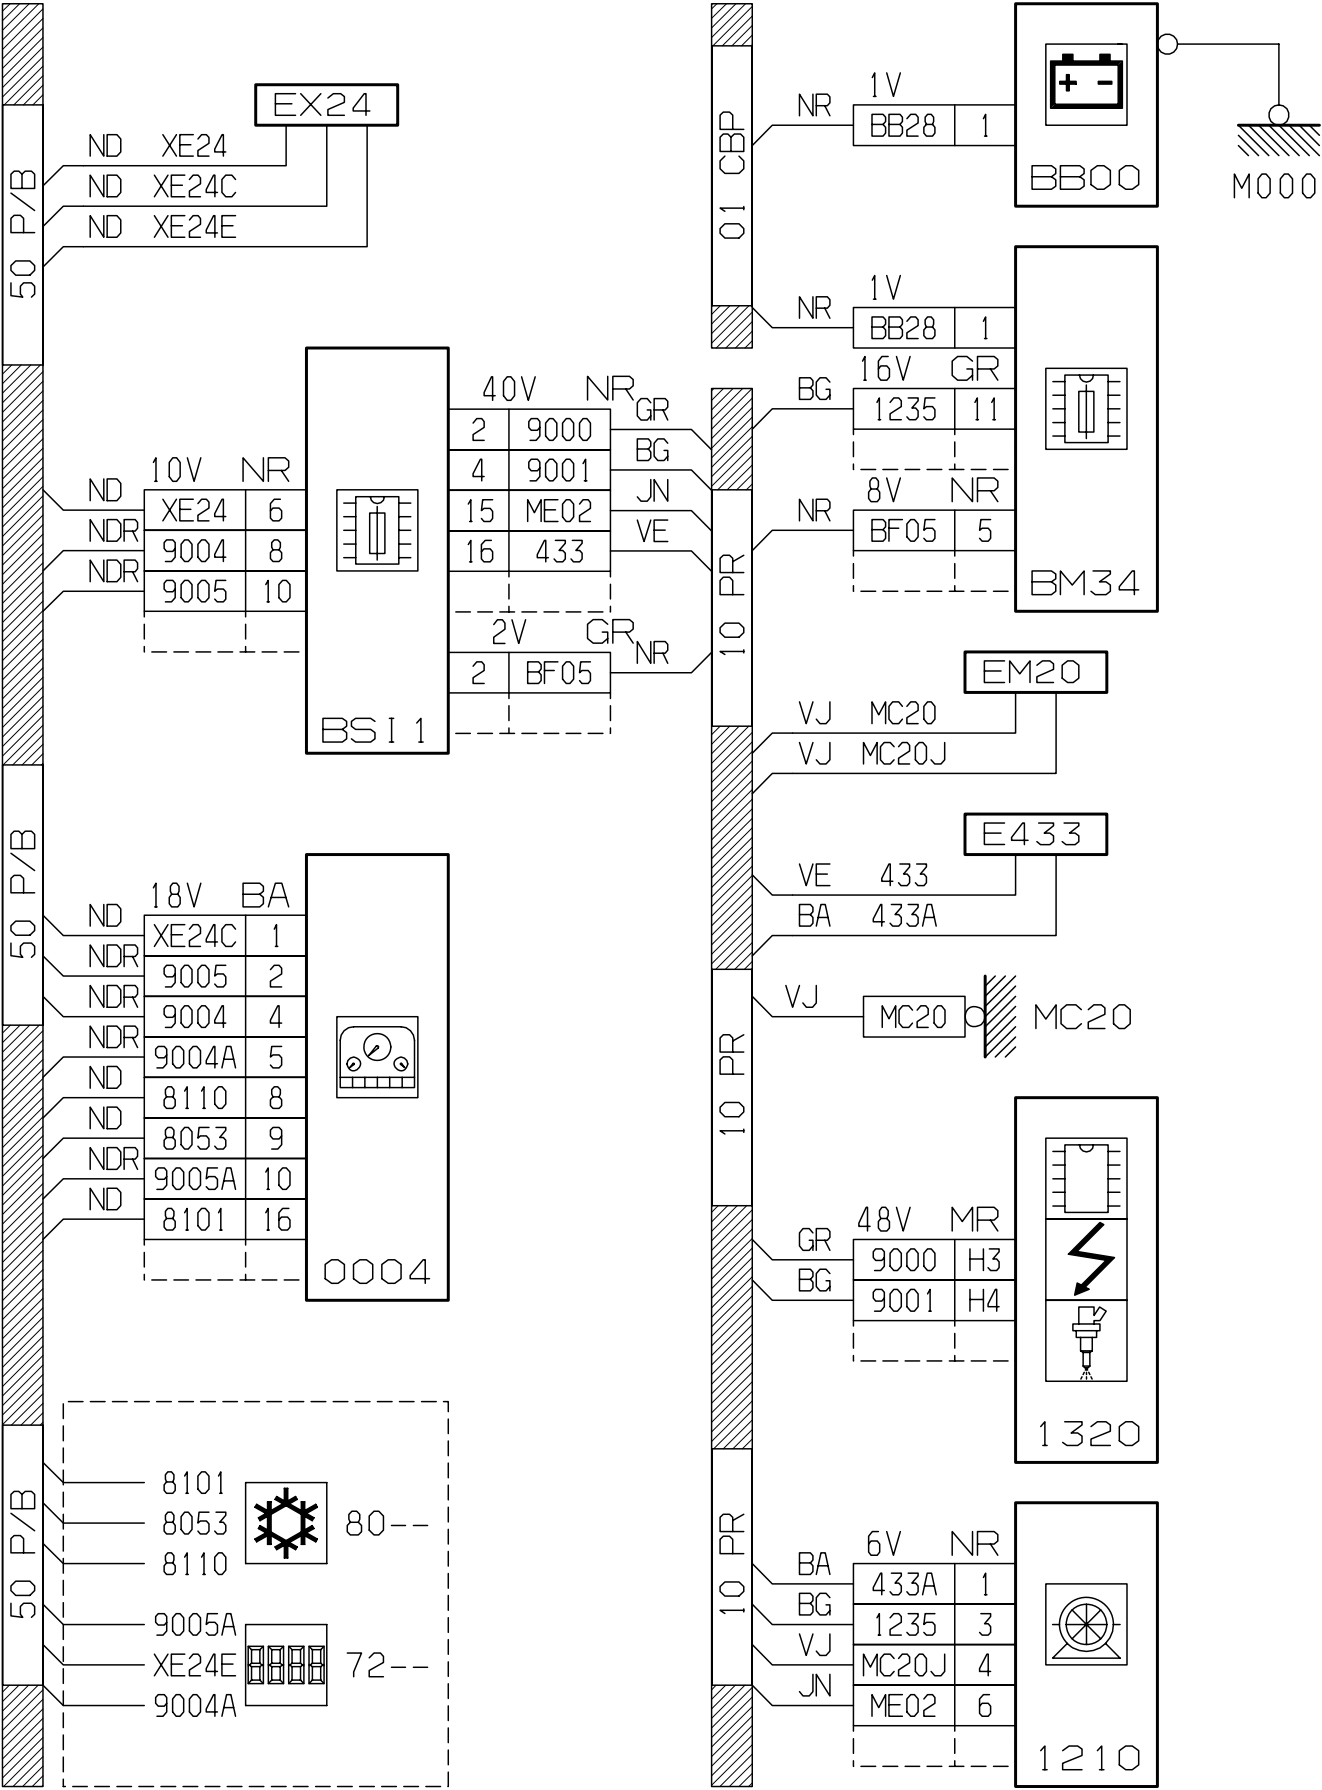 50 P/B
EX24
ND XE24
ND XE24C
ND XE24E
10V NR
ND XE24 6
NDR 9004 8
NDR 9005 10
BSI1
40V NR
2 9000 GR
4 9001 BG
15 ME02 JN
16 433 VE
2V GR
2 BF05 NR
50 P/B
18V BA
ND XE24C 1
NDR 9005 2
NDR 9004 4
NDR 9004A 5
ND 8110 8
ND 8053 9
NDR 9005A 10
ND 8101 16
0004
50 P/B
8101
8053 80--
8110
9005A
XE24E 72--
9004A
01 CBP
1V
NR BB28 1
BB00
M000
1V
NR BB28 1
16V GR
BG 1235 11
8V NR
NR BF05 5
BM34
10 PR
EM20
VJ MC20
VJ MC20J
E433
VE 433
BA 433A
10 PR
VJ MC20 MC20
48V MR
GR 9000 H3
BG 9001 H4
1320
10 PR
6V NR
BA 433A 1
BG 1235 3
VJ MC20J 4
JN ME02 6
1210